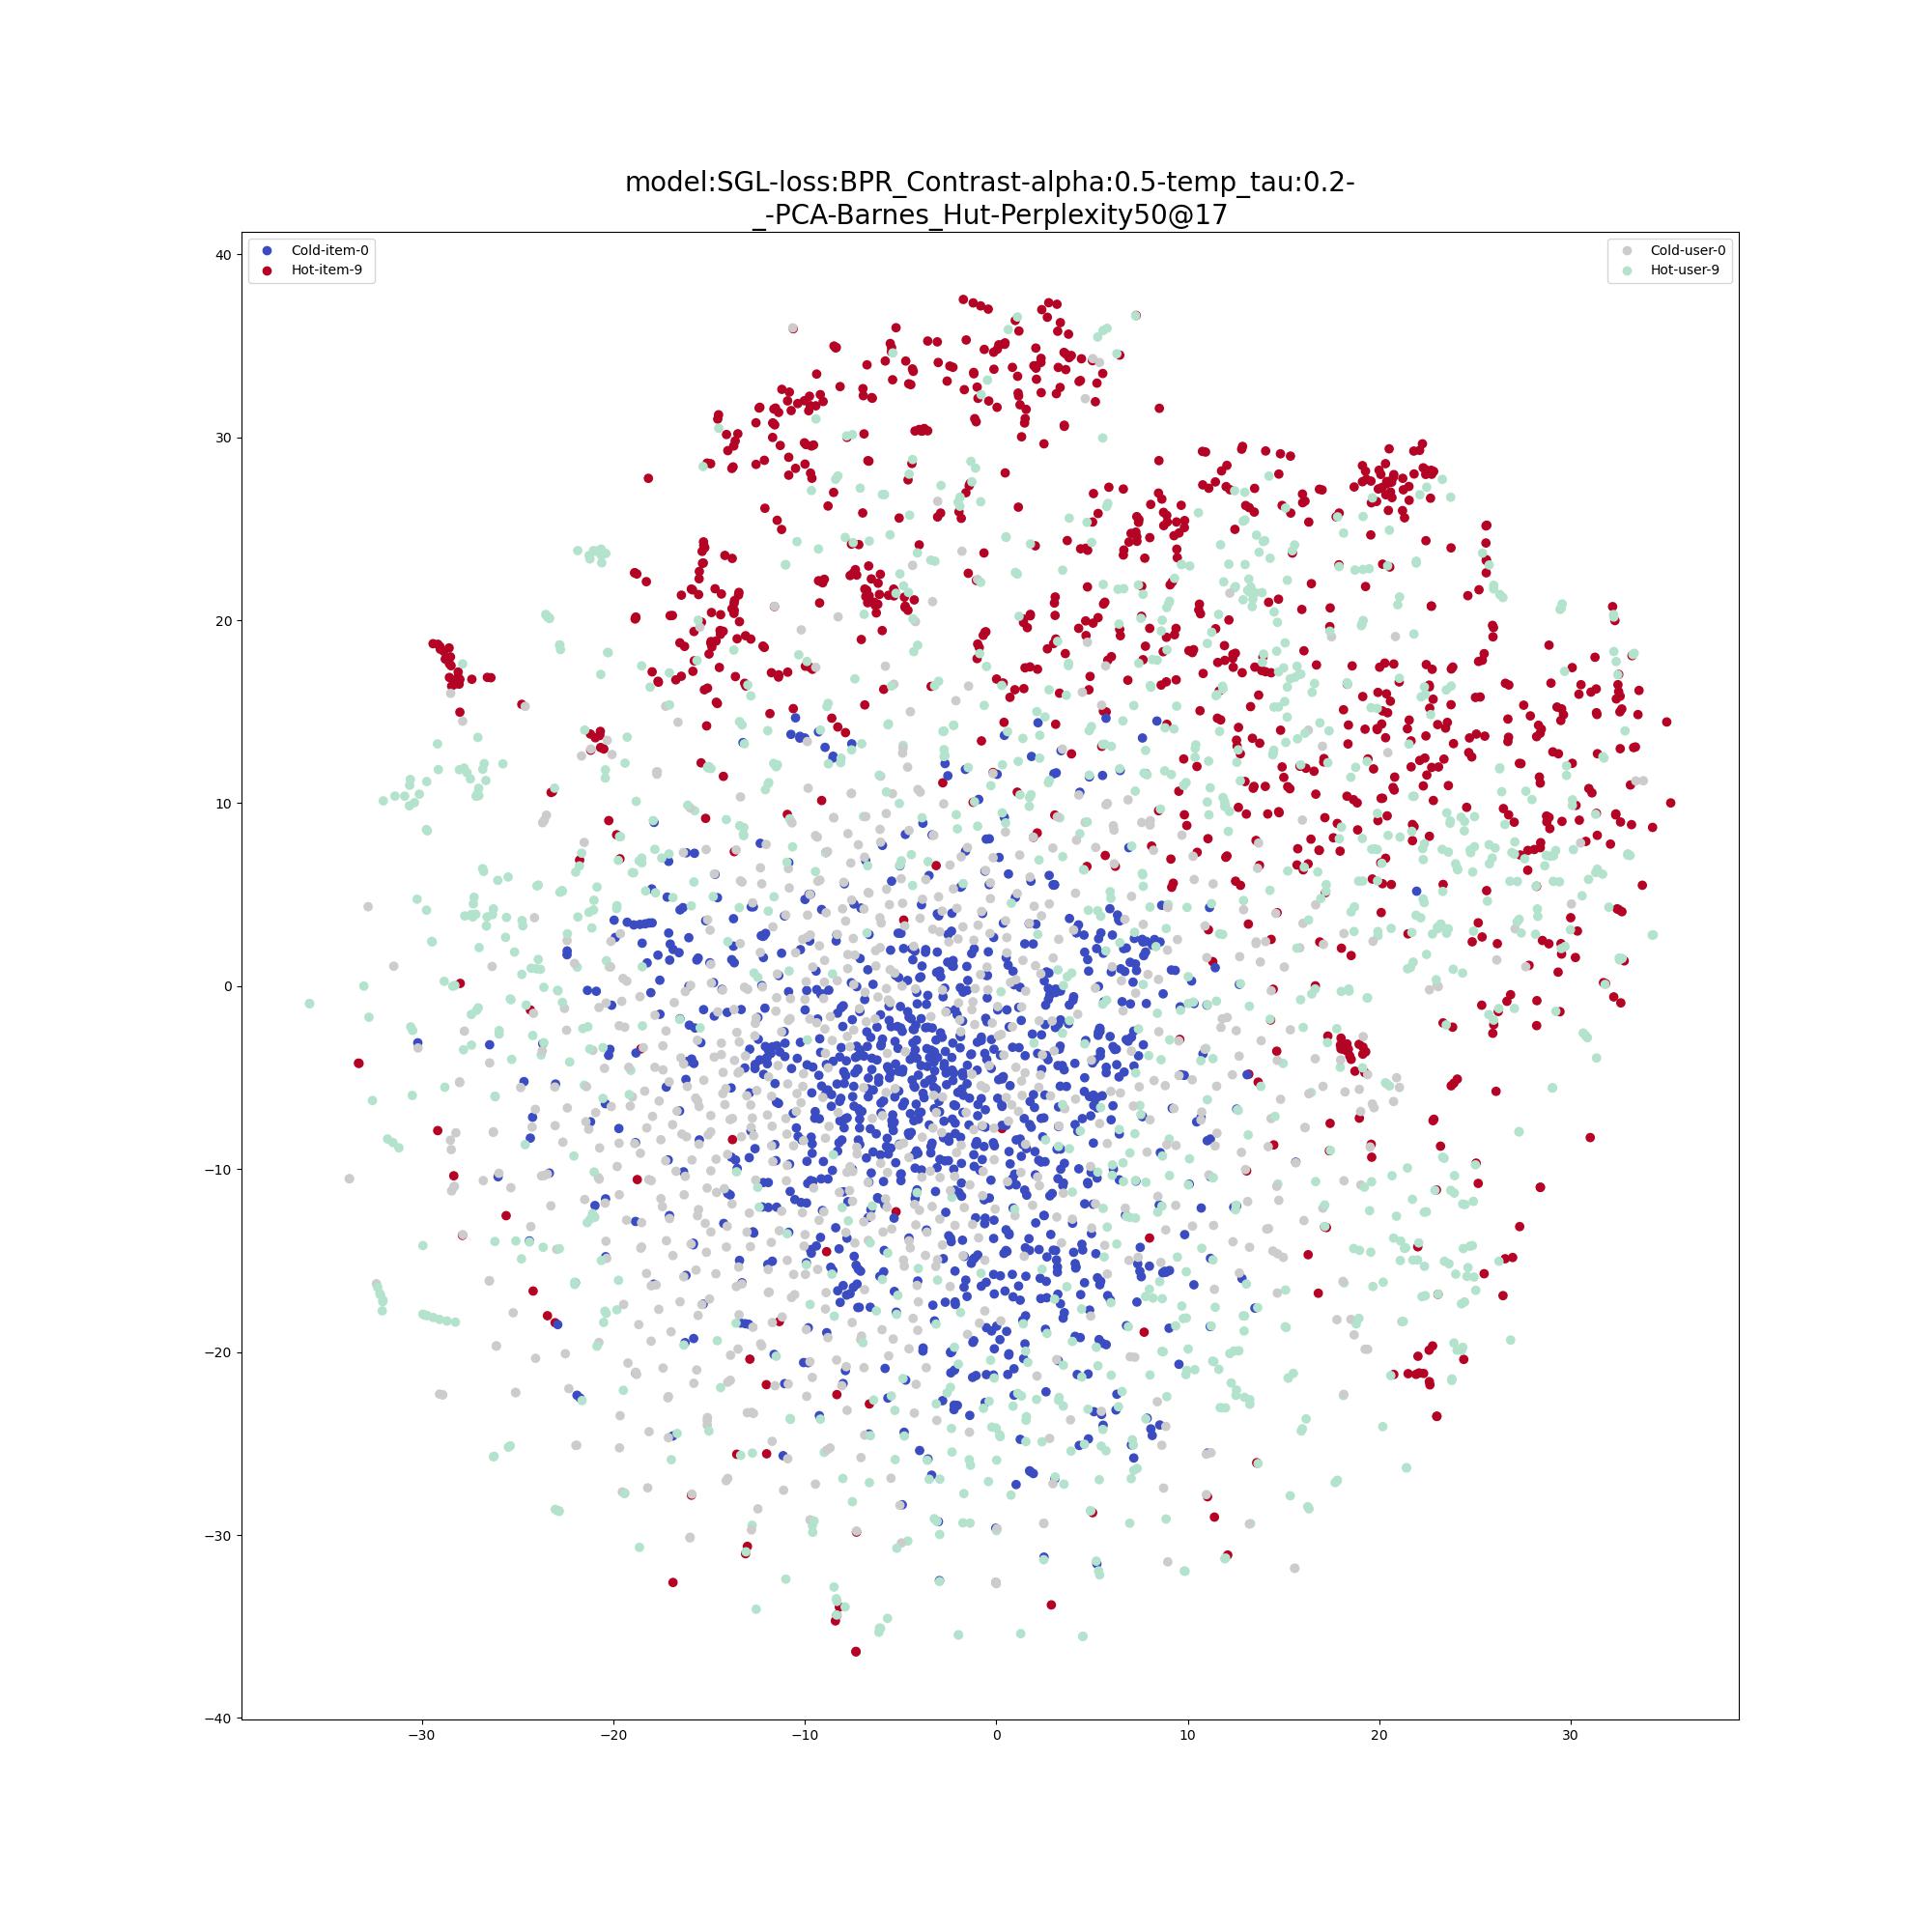 model:SGL-loss:BPR_Contrast-alpha:0.5-temp_tau:0.2-
_-PCA-Barnes_Hut-Perplexity50@17
Cold-item-0
Hot-item-9
Cold-user-0
Hot-user-9
40
30
20
10
0
−10
−20
−30
−40
−30
−20
−10
0
10
20
30